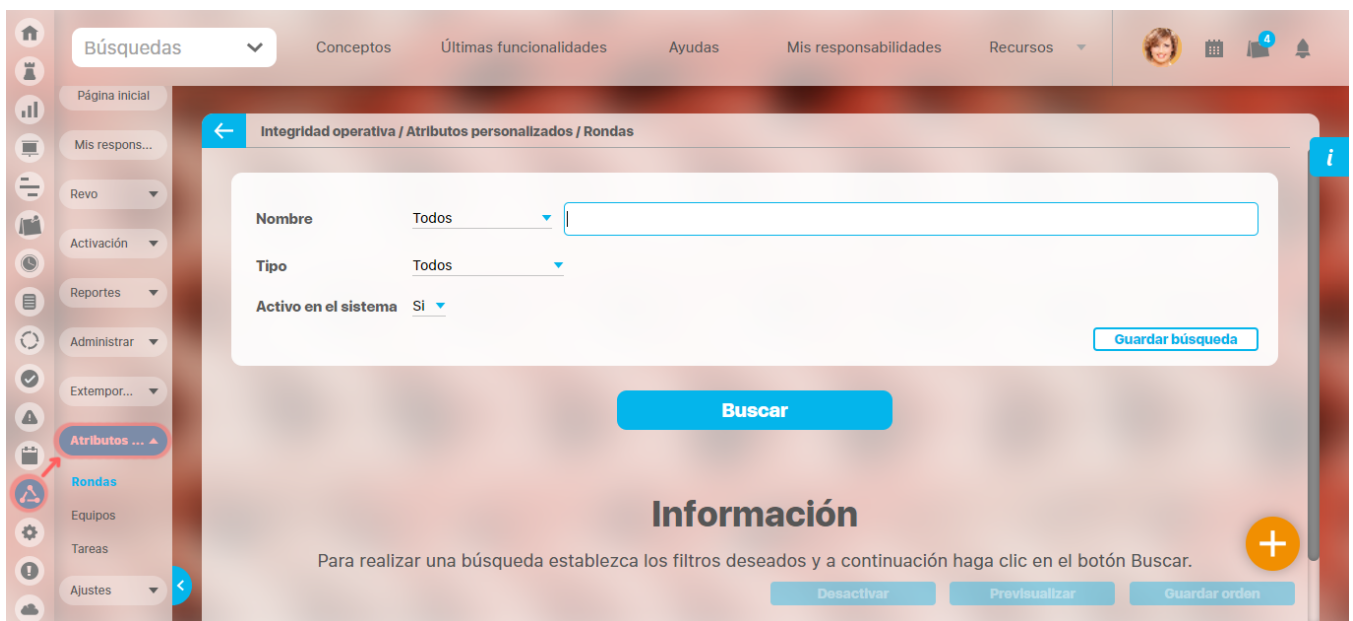 Búsquedas
Conceptos
Últimas funcionalidades
Ayudas
Mis responsabilidades
Recursos
4
Página inicial
Mis respons...
Revo
Activación
Reportes
Administrar
Extempor...
Atributos ...
Rondas
Equipos
Tareas
Ajustes
Integridad operativa / Atributos personalizados / Rondas
i
Nombre Todos
Tipo Todos
Activo en el sistema Si
Guardar búsqueda
Buscar
Información
Para realizar una búsqueda establezca los filtros deseados y a continuación haga clic en el botón Buscar.
Desactivar Previsualizar Guardar orden